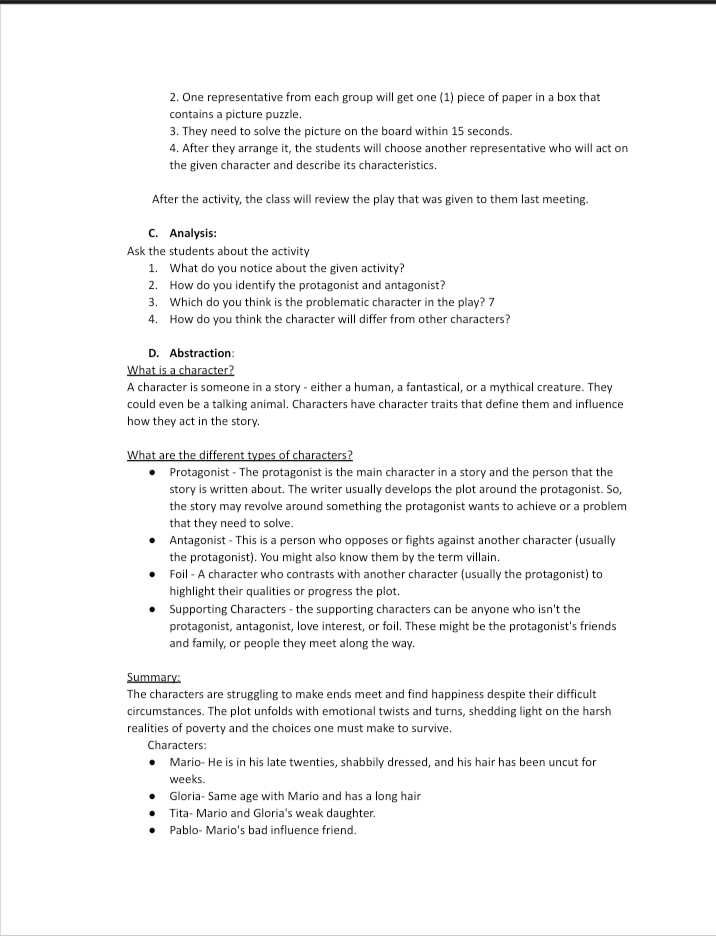 2. One representative from each group will get one (1) piece of paper in a box that
contains a picture puzzle.
3. They need to solve the picture on the board within 15 seconds.
4. After they arrange it, the students will choose another representative who will act on
the given character and describe its characteristics.
After the activity, the class will review the play that was given to them last meeting.
C. Analysis:
Ask the students about the activity
1. What do you notice about the given activity?
2. How do you identify the protagonist and antagonist?
3. Which do you think is the problematic character in the play? 7
4. How do you think the character will differ from other characters?
D. Abstraction:
What is a character?
A character is someone in a story - either a human, a fantastical, or a mythical creature. They
could even be a talking animal. Characters have character traits that define them and influence
how they act in the story.
What are the different types of characters?
● Protagonist - The protagonist is the main character in a story and the person that the
story is written about. The writer usually develops the plot around the protagonist. So,
the story may revolve around something the protagonist wants to achieve or a problem
that they need to solve.
● Antagonist - This is a person who opposes or fights against another character (usually
the protagonist). You might also know them by the term villain.
● Foil - A character who contrasts with another character (usually the protagonist) to
highlight their qualities or progress the plot.
● Supporting Characters - the supporting characters can be anyone who isn't the
protagonist, antagonist, love interest, or foil. These might be the protagonist's friends
and family, or people they meet along the way.
Summary:
The characters are struggling to make ends meet and find happiness despite their difficult
circumstances. The plot unfolds with emotional twists and turns, shedding light on the harsh
realities of poverty and the choices one must make to survive.
Characters:
● Mario- He is in his late twenties, shabbily dressed, and his hair has been uncut for
weeks.
● Gloria- Same age with Mario and has a long hair
● Tita- Mario and Gloria's weak daughter.
● Pablo- Mario's bad influence friend.